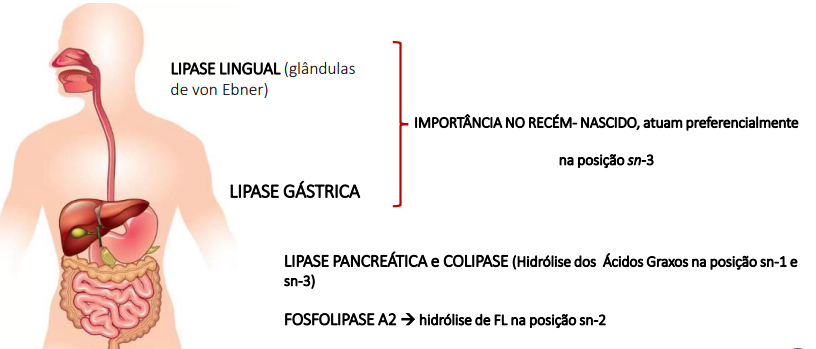 LIPASE LINGUAL (glândulas
de von Ebner)
IMPORTÂNCIA NO RECÉM- NASCIDO, atuam preferencialmente
na posição sn-3
LIPASE GÁSTRICA
LIPASE PANCREÁTICA e COLIPASE (Hidrólise dos Ácidos Graxos na posição sn-1 e
sn-3)
FOSFOLIPASE A2 → hidrólise de FL na posição sn-2